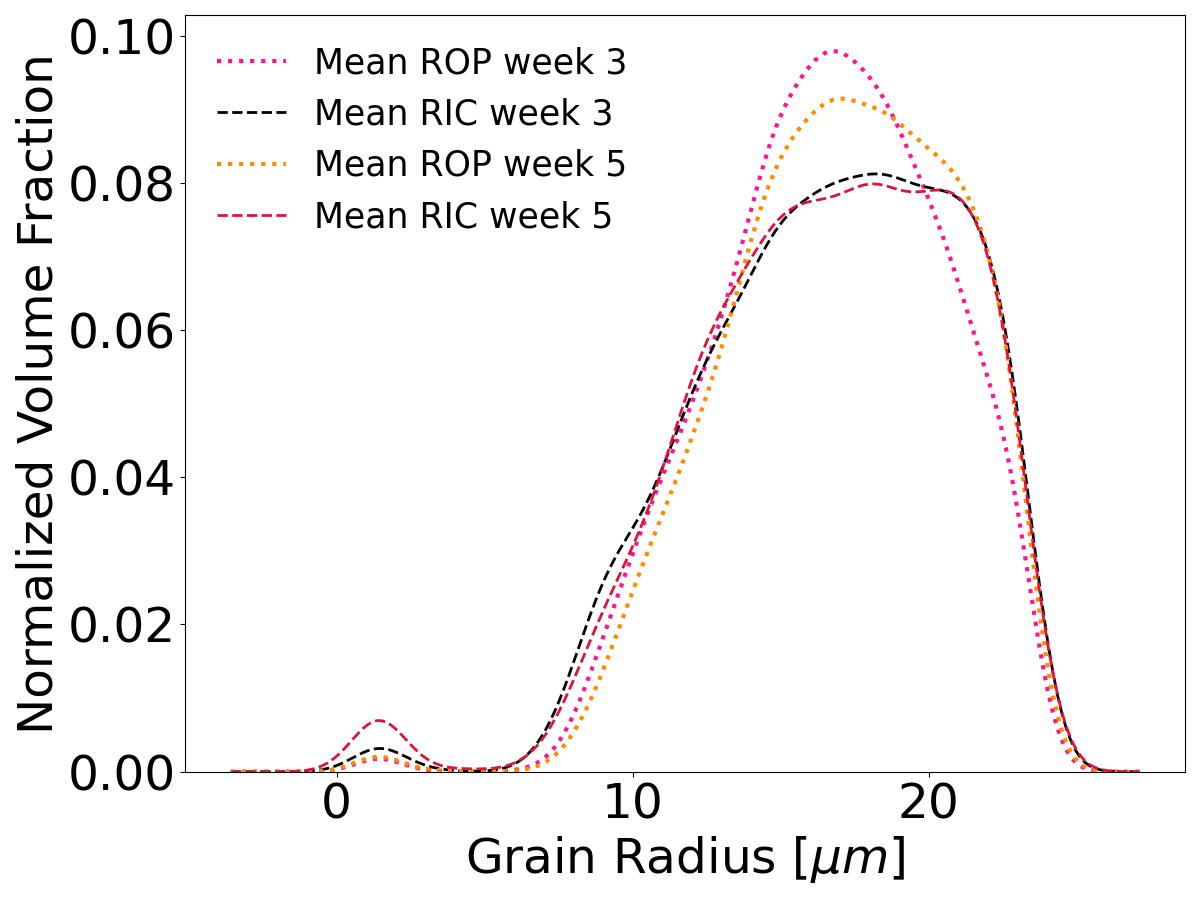 0.10
0.08
0.06
0.04
0.02
0.00
Normalized Volume Fraction
Mean ROP week 3
Mean RIC week 3
Mean ROP week 5
Mean RIC week 5
0 10 20
Grain Radius [μm]